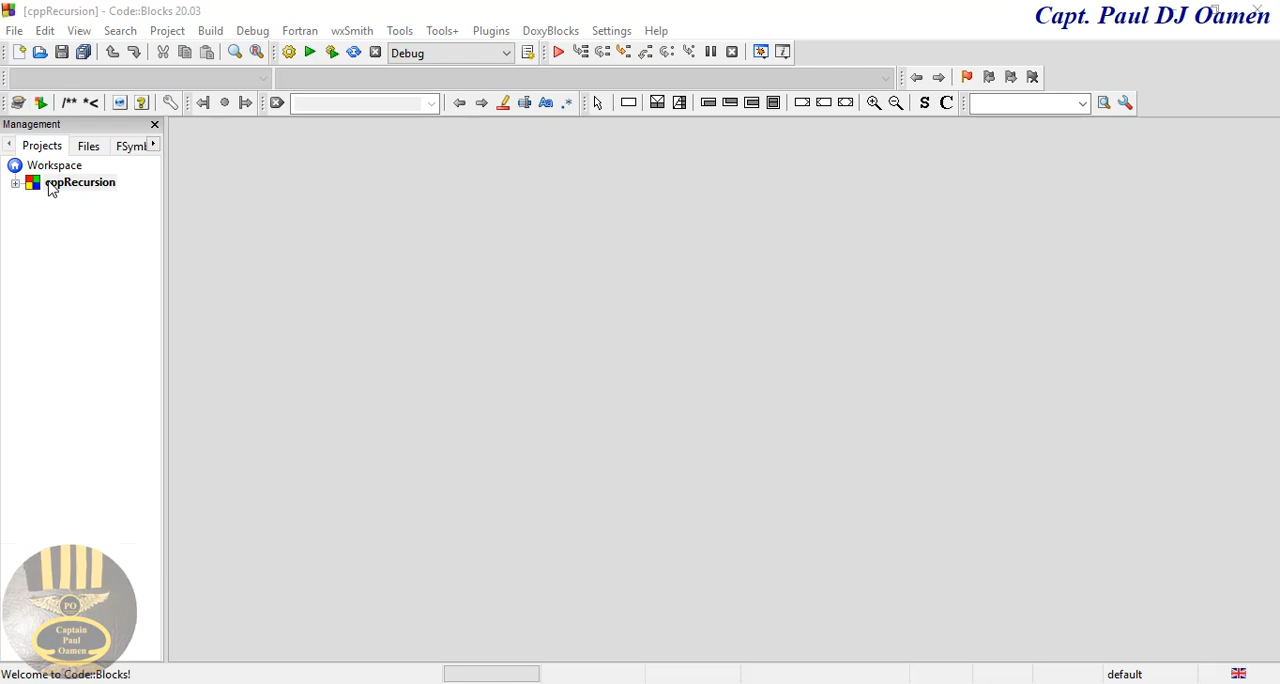 [cppRecursion] - Code::Blocks 20.03
Capt. Paul DJ Oamen
File Edit View Search Project Build Debug Fortran wxSmith Tools Tools+ Plugins DoxyBlocks Settings Help
Debug
/** *< Aa .* S C
Management
Projects Files FSymb
Workspace
cppRecursion
PO
Captain
Paul
Oamen
Welcome to Code::Blocks!
default